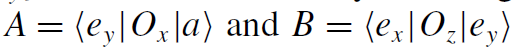 A = ⟨e_y|O_x|a⟩ and B = ⟨e_x|O_z|e_y⟩